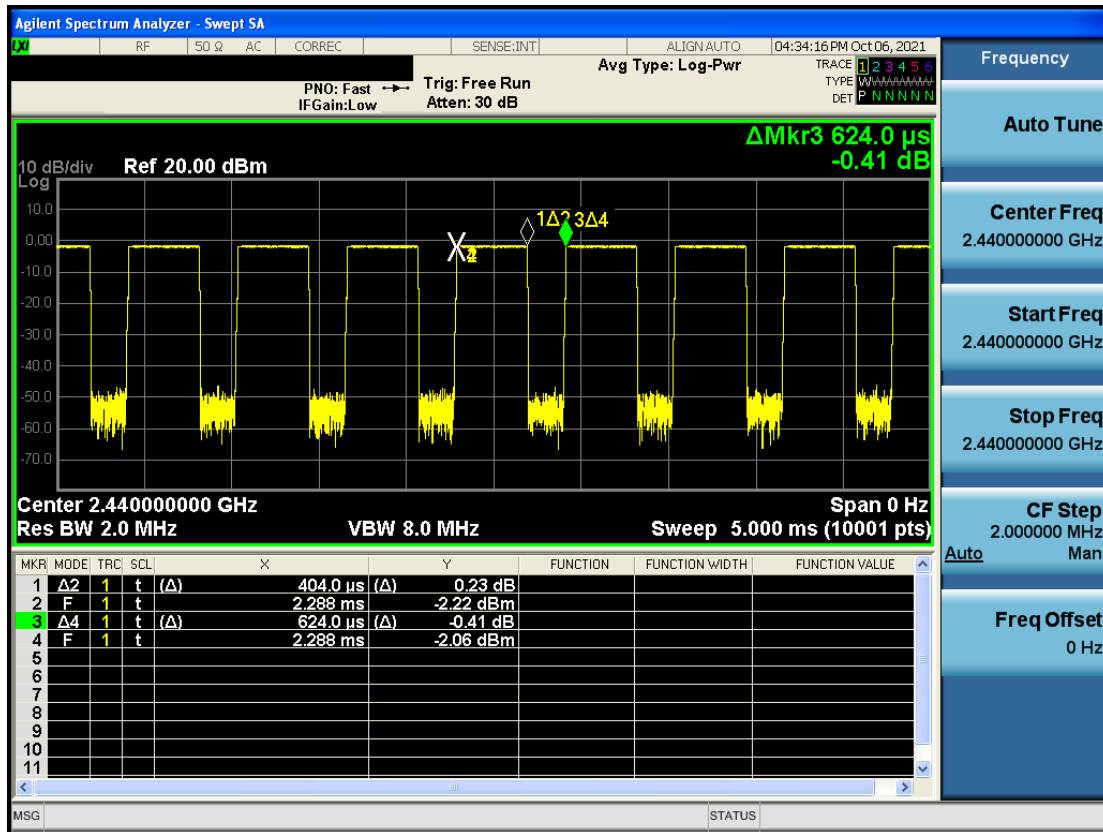 Agilent Spectrum Analyzer - Swept SA
LXI RF 50 Ω AC CORREC SENSE:INT ALIGN AUTO 04:34:16 PM Oct 06, 2021
Avg Type: Log-Pwr TRACE 1 2 3 4 5 6
PNO: Fast Trig: Free Run TYPE WWWWWW
IFGain:Low Atten: 30 dB DET P N N N N N
Frequency
Auto Tune
Center Freq
2.440000000 GHz
Start Freq
2.440000000 GHz
Stop Freq
2.440000000 GHz
CF Step
2.000000 MHz
Auto Man
Freq Offset
0 Hz
ΔMkr3 624.0 µs
-0.41 dB
10 dB/div Ref 20.00 dBm
Log
10.0
0.00
-10.0
-20.0
-30.0
-40.0
-50.0
-60.0
-70.0
1Δ2 3Δ4
Center 2.440000000 GHz Span 0 Hz
Res BW 2.0 MHz VBW 8.0 MHz Sweep 5.000 ms (10001 pts)
MKR MODE TRC SCL X Y FUNCTION FUNCTION WIDTH FUNCTION VALUE
1 Δ2 1 t (Δ) 404.0 µs (Δ) 0.23 dB
2 F 1 t 2.288 ms -2.22 dBm
3 Δ4 1 t (Δ) 624.0 µs (Δ) -0.41 dB
4 F 1 t 2.288 ms -2.06 dBm
5
6
7
8
9
10
11
MSG STATUS